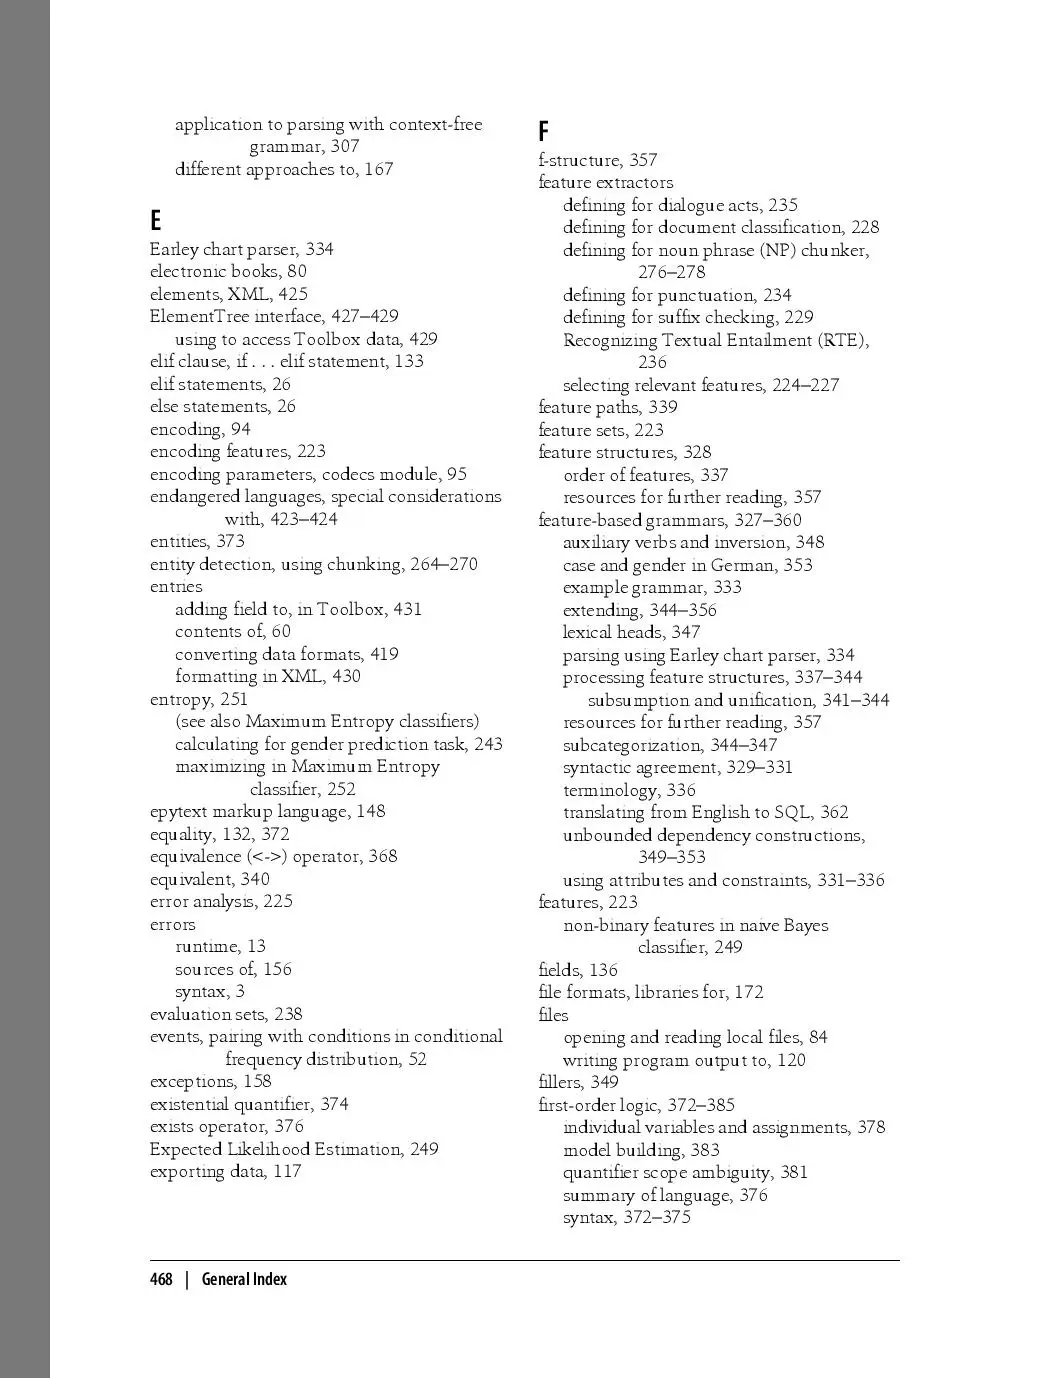 application to parsing with context-free
grammar, 307
different approaches to, 167
E
Earley chart parser, 334
electronic books, 80
elements, XML, 425
ElementTree interface, 427–429
using to access Toolbox data, 429
elif clause, if . . . elif statement, 133
elif statements, 26
else statements, 26
encoding, 94
encoding features, 223
encoding parameters, codecs module, 95
endangered languages, special considerations
with, 423–424
entities, 373
entity detection, using chunking, 264–270
entries
adding field to, in Toolbox, 431
contents of, 60
converting data formats, 419
formatting in XML, 430
entropy, 251
(see also Maximum Entropy classifiers)
calculating for gender prediction task, 243
maximizing in Maximum Entropy
classifier, 252
epytext markup language, 148
equality, 132, 372
equivalence (<->) operator, 368
equivalent, 340
error analysis, 225
errors
runtime, 13
sources of, 156
syntax, 3
evaluation sets, 238
events, pairing with conditions in conditional
frequency distribution, 52
exceptions, 158
existential quantifier, 374
exists operator, 376
Expected Likelihood Estimation, 249
exporting data, 117
F
f-structure, 357
feature extractors
defining for dialogue acts, 235
defining for document classification, 228
defining for noun phrase (NP) chunker,
276–278
defining for punctuation, 234
defining for suffix checking, 229
Recognizing Textual Entailment (RTE),
236
selecting relevant features, 224–227
feature paths, 339
feature sets, 223
feature structures, 328
order of features, 337
resources for further reading, 357
feature-based grammars, 327–360
auxiliary verbs and inversion, 348
case and gender in German, 353
example grammar, 333
extending, 344–356
lexical heads, 347
parsing using Earley chart parser, 334
processing feature structures, 337–344
subsumption and unification, 341–344
resources for further reading, 357
subcategorization, 344–347
syntactic agreement, 329–331
terminology, 336
translating from English to SQL, 362
unbounded dependency constructions,
349–353
using attributes and constraints, 331–336
features, 223
non-binary features in naive Bayes
classifier, 249
fields, 136
file formats, libraries for, 172
files
opening and reading local files, 84
writing program output to, 120
fillers, 349
first-order logic, 372–385
individual variables and assignments, 378
model building, 383
quantifier scope ambiguity, 381
summary of language, 376
syntax, 372–375
468 | General Index